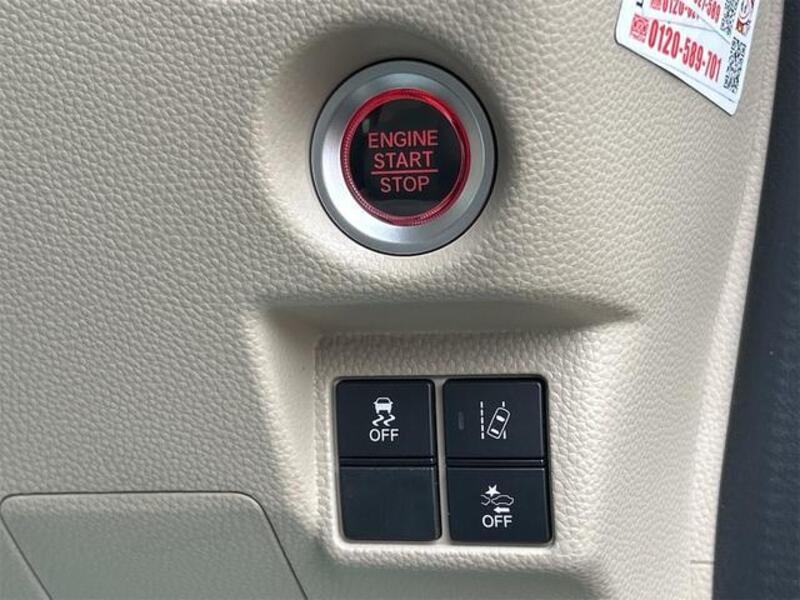 0120-589-701
ENGINE
START
STOP
OFF
OFF